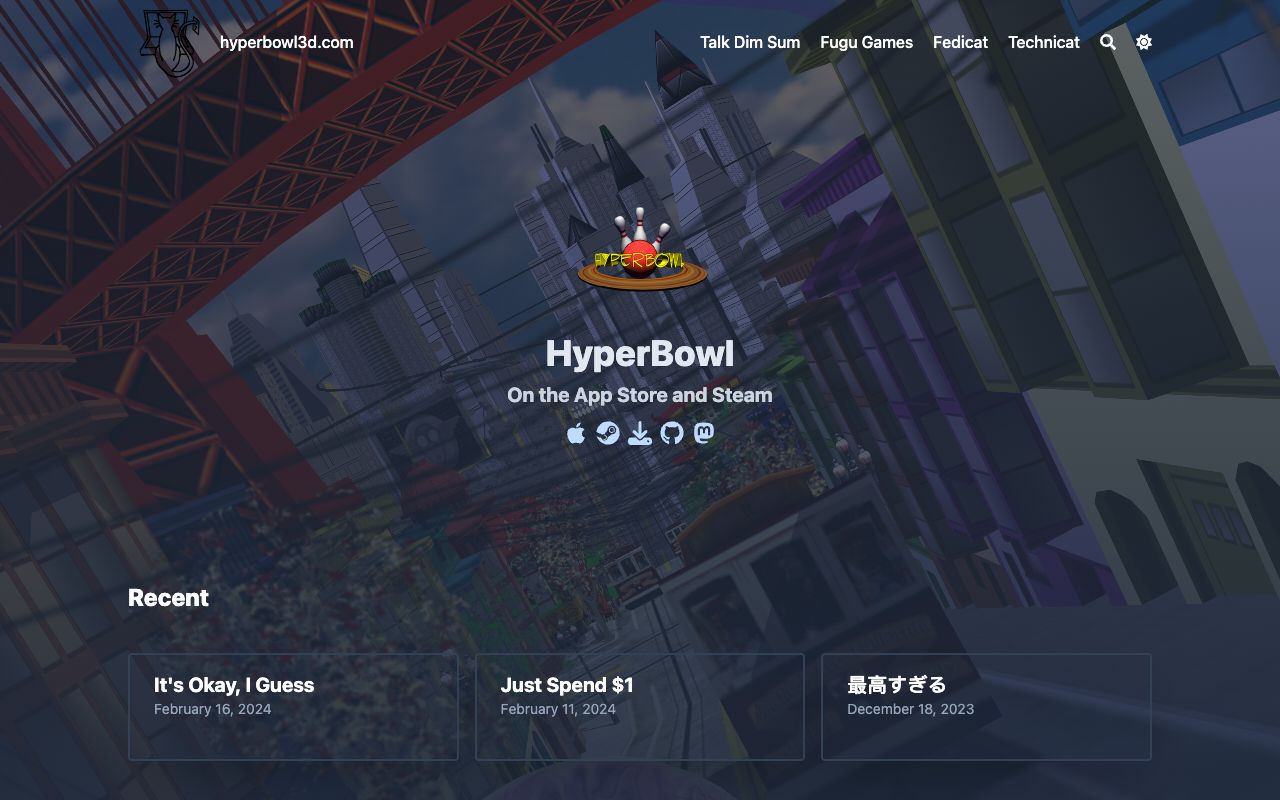 hyperbowl3d.com
Talk Dim Sum Fugu Games Fedicat Technicat
HYPERBOWL
HyperBowl
On the App Store and Steam
Recent
It's Okay, I Guess
February 16, 2024
Just Spend $1
February 11, 2024
最高すぎる
December 18, 2023